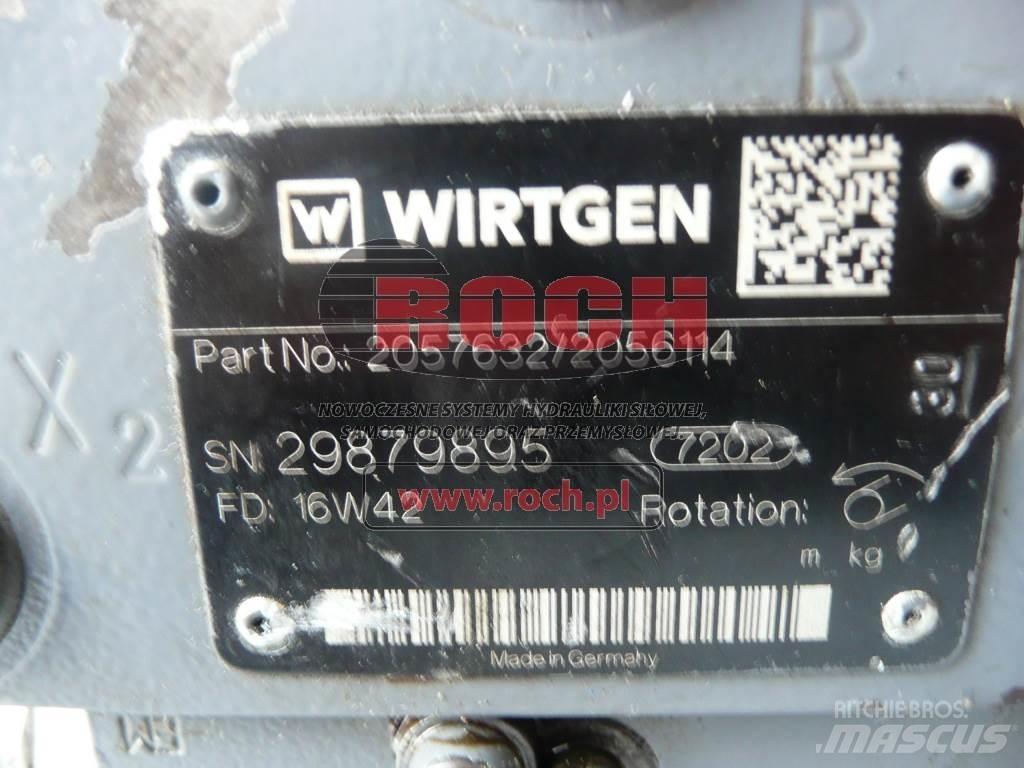 R
W WIRTGEN
ROCH
Part No.: 2057632/2056114
30
NOWOCZESNE SYSTEMY HYDRAULIKI SIŁOWEJ,
SAMOCHODOWEJ ORAZ PRZEMYSŁOWEJ
X2
SN: 29879895 7202
www.roch.pl
FD: 16W42 Rotation:
m kg
Made in Germany
RITCHIE BROS.
MASCUS